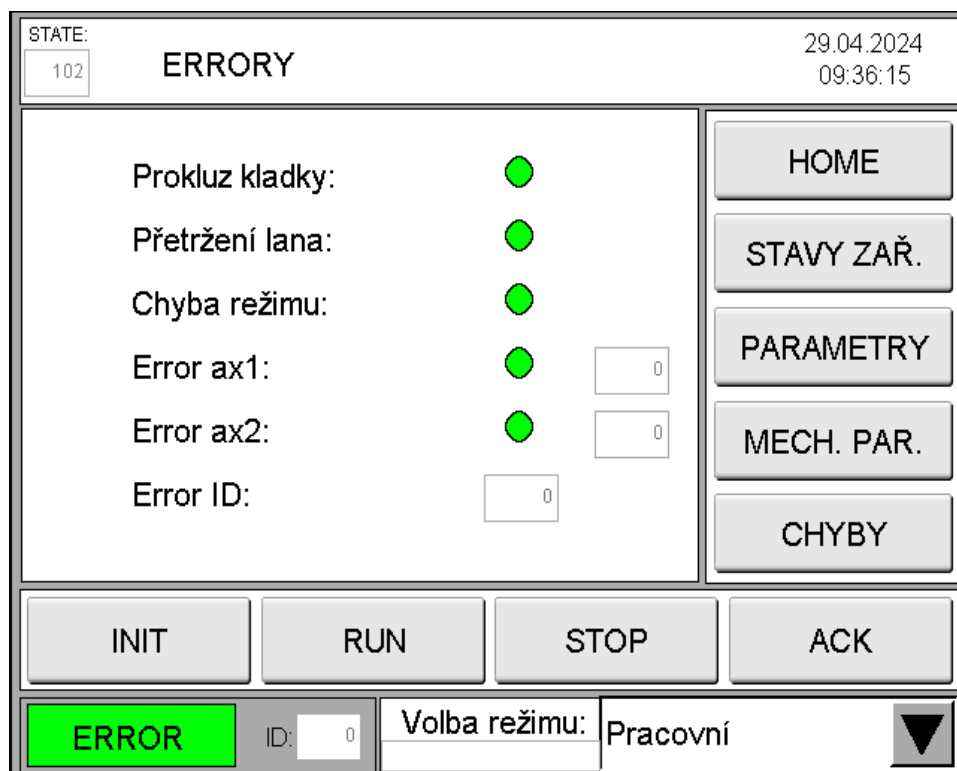 STATE:
102
ERRORY
29.04.2024
09:36:15
Prokluz kladky:
Přetržení lana:
Chyba režimu:
Error ax1: 0
Error ax2: 0
Error ID: 0
HOME
STAVY ZAŘ.
PARAMETRY
MECH. PAR.
CHYBY
INIT RUN STOP ACK
ERROR ID: 0 Volba režimu: Pracovní